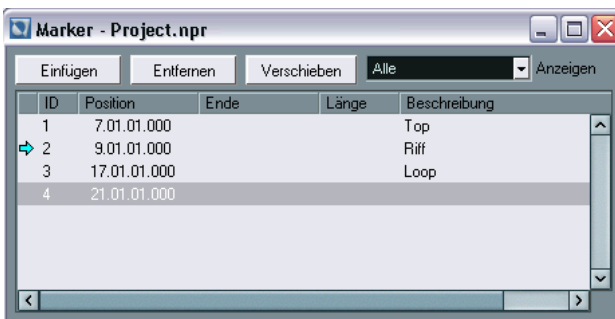 Marker - Project.npr
Einfügen Entfernen Verschieben Alle Anzeigen
ID Position Ende Länge Beschreibung
1 7.01.01.000 Top
2 9.01.01.000 Riff
3 17.01.01.000 Loop
4 21.01.01.000